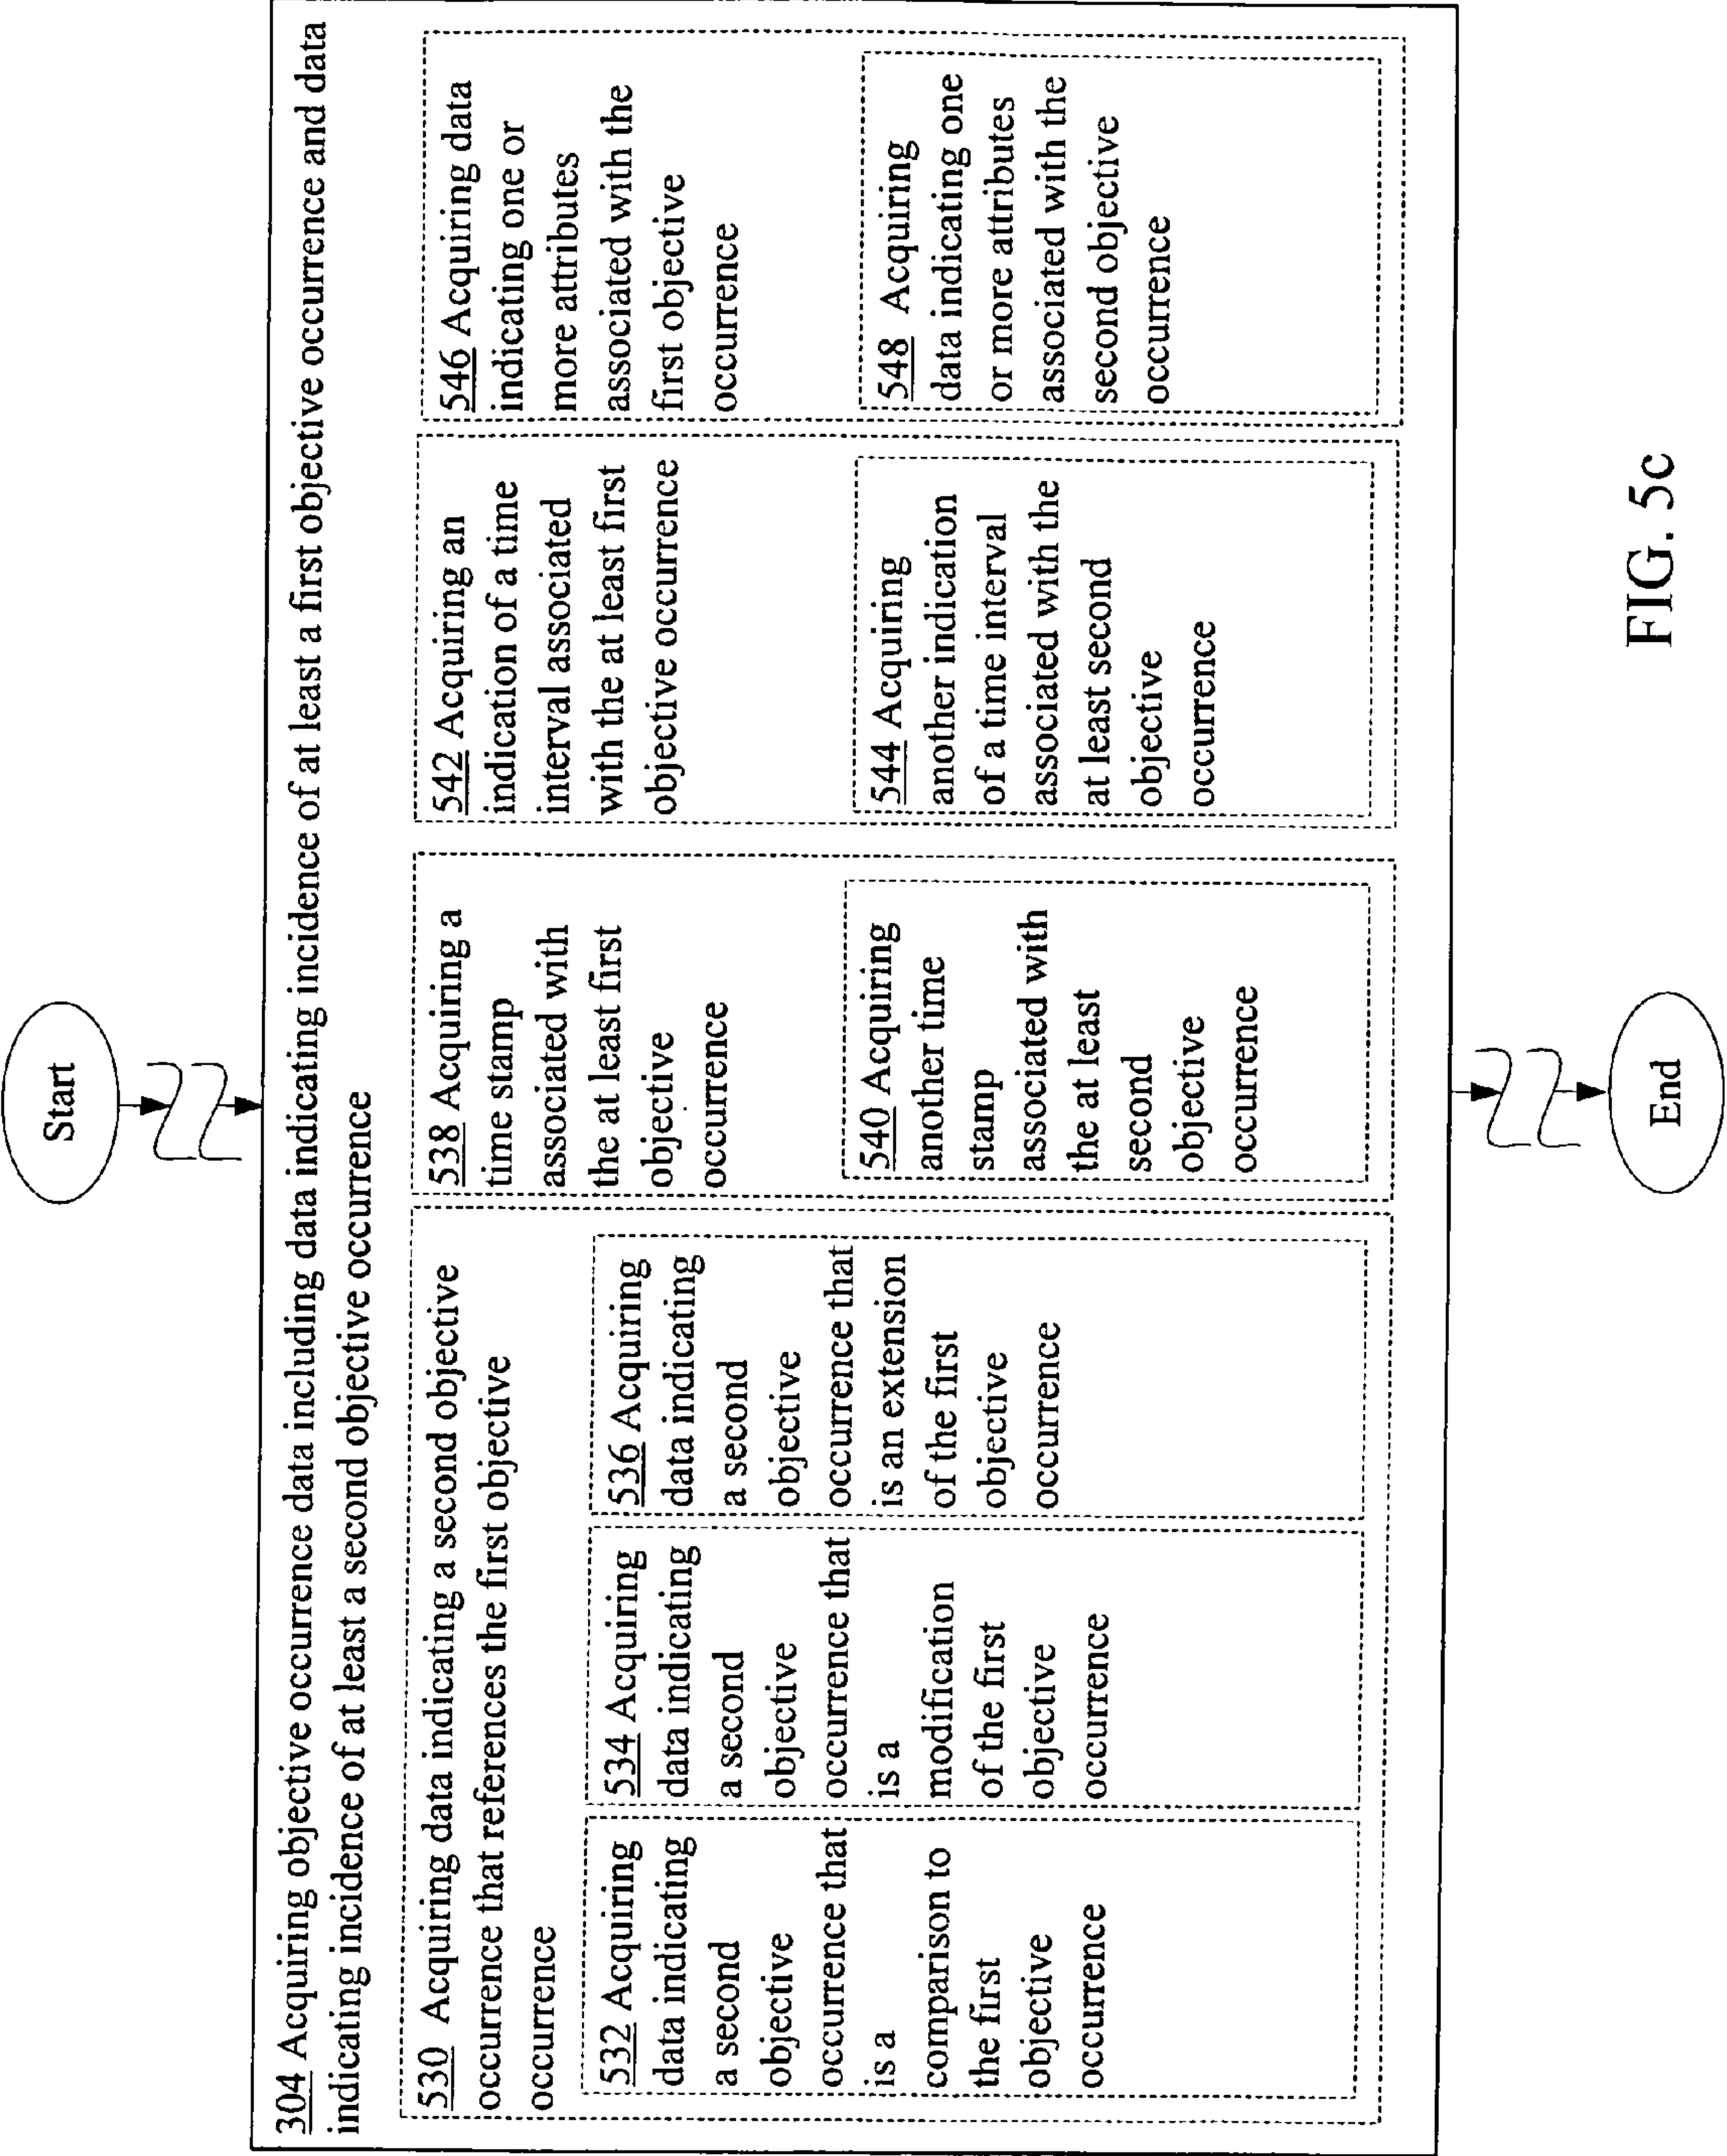 Start
304 Acquiring objective occurrence data including data indicating incidence of at least a first objective occurrence and data
indicating incidence of at least a second objective occurrence
530 Acquiring data indicating a second objective
occurrence that references the first objective
occurrence
532 Acquiring
data indicating
a second
objective
occurrence that
is a
comparison to
the first
objective
occurrence
534 Acquiring
data indicating
a second
objective
occurrence that
is a
modification
of the first
objective
occurrence
536 Acquiring
data indicating
a second
objective
occurrence that
is an extension
of the first
objective
occurrence
538 Acquiring a
time stamp
associated with
the at least first
objective
occurrence
540 Acquiring
another time
stamp
associated with
the at least
second
objective
occurrence
542 Acquiring an
indication of a time
interval associated
with the at least first
objective occurrence
544 Acquiring
another indication
of a time interval
associated with the
at least second
objective
occurrence
546 Acquiring data
indicating one or
more attributes
associated with the
first objective
occurrence
548 Acquiring
data indicating one
or more attributes
associated with the
second objective
occurrence
End
FIG. 5c